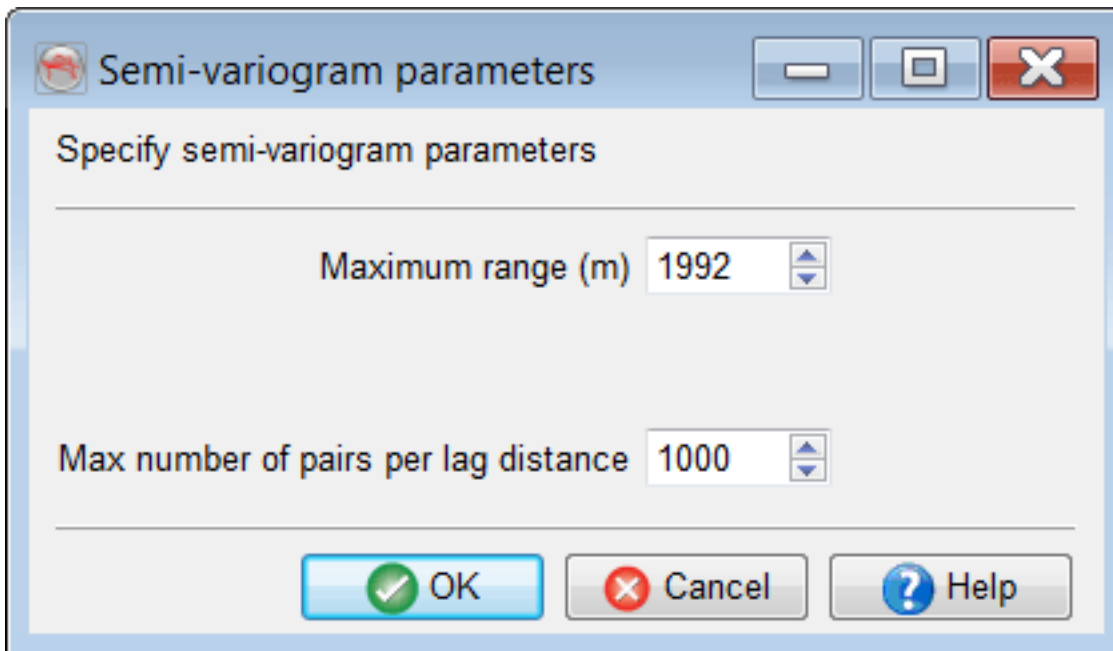 Semi-variogram parameters
Specify semi-variogram parameters
Maximum range (m) 1992
Max number of pairs per lag distance 1000
OK Cancel Help